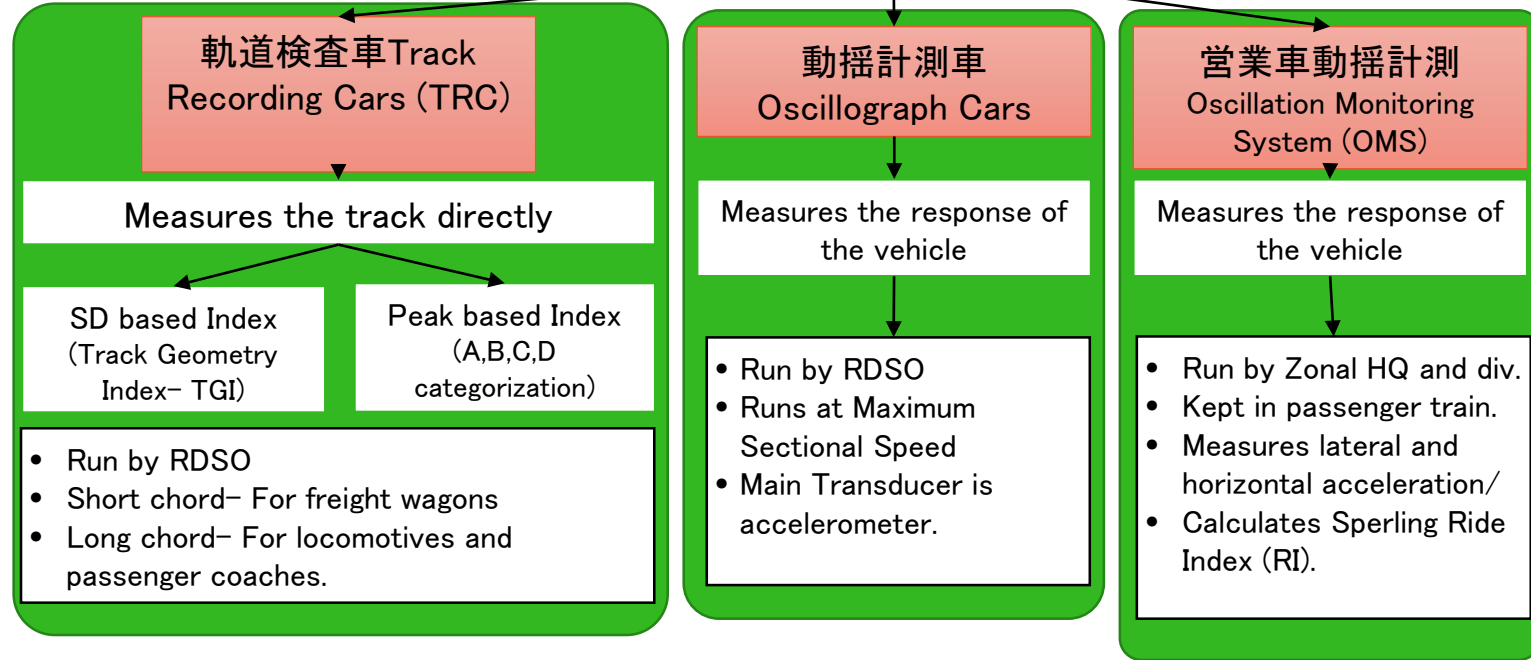 軌道検査車Track
Recording Cars (TRC)
Measures the track directly
SD based Index
(Track Geometry
Index- TGI)
Peak based Index
(A,B,C,D
categorization)
• Run by RDSO
• Short chord- For freight wagons
• Long chord- For locomotives and
passenger coaches.
動揺計測車
Oscillograph Cars
Measures the response of
the vehicle
• Run by RDSO
• Runs at Maximum
Sectional Speed
• Main Transducer is
accelerometer.
営業車動揺計測
Oscillation Monitoring
System (OMS)
Measures the response of
the vehicle
• Run by Zonal HQ and div.
• Kept in passenger train.
• Measures lateral and
horizontal acceleration/
• Calculates Sperling Ride
Index (RI).